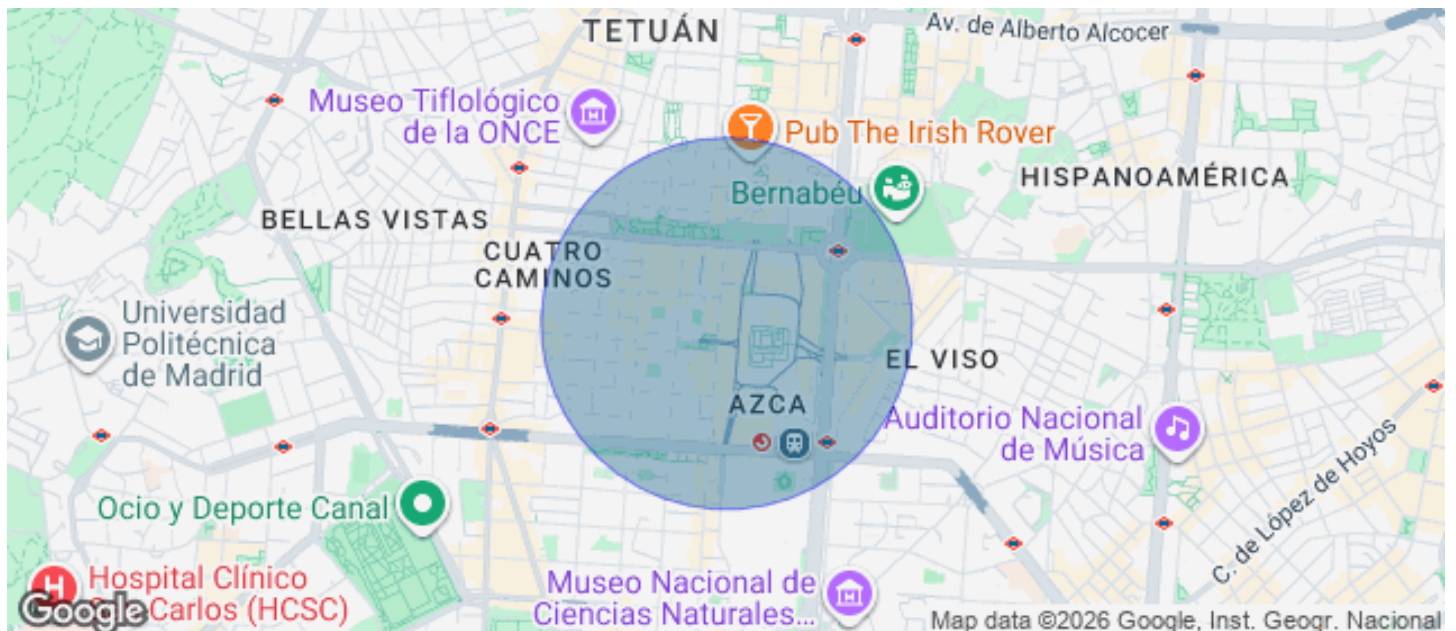 TETUÁN
Av. de Alberto Alcocer
Museo Tiflológico
de la ONCE
Pub The Irish Rover
Bernabéu
HISPANOAMÉRICA
BELLAS VISTAS
CUATRO
CAMINOS
Universidad
Politécnica
de Madrid
EL VISO
AZCA
Auditorio Nacional
de Música
C. de López de Hoyos
Ocio y Deporte Canal
Hospital Clínico
Carlos (HCSC)
Google
Museo Nacional de
Ciencias Naturales...
Map data ©2026 Google, Inst. Geogr. Nacional